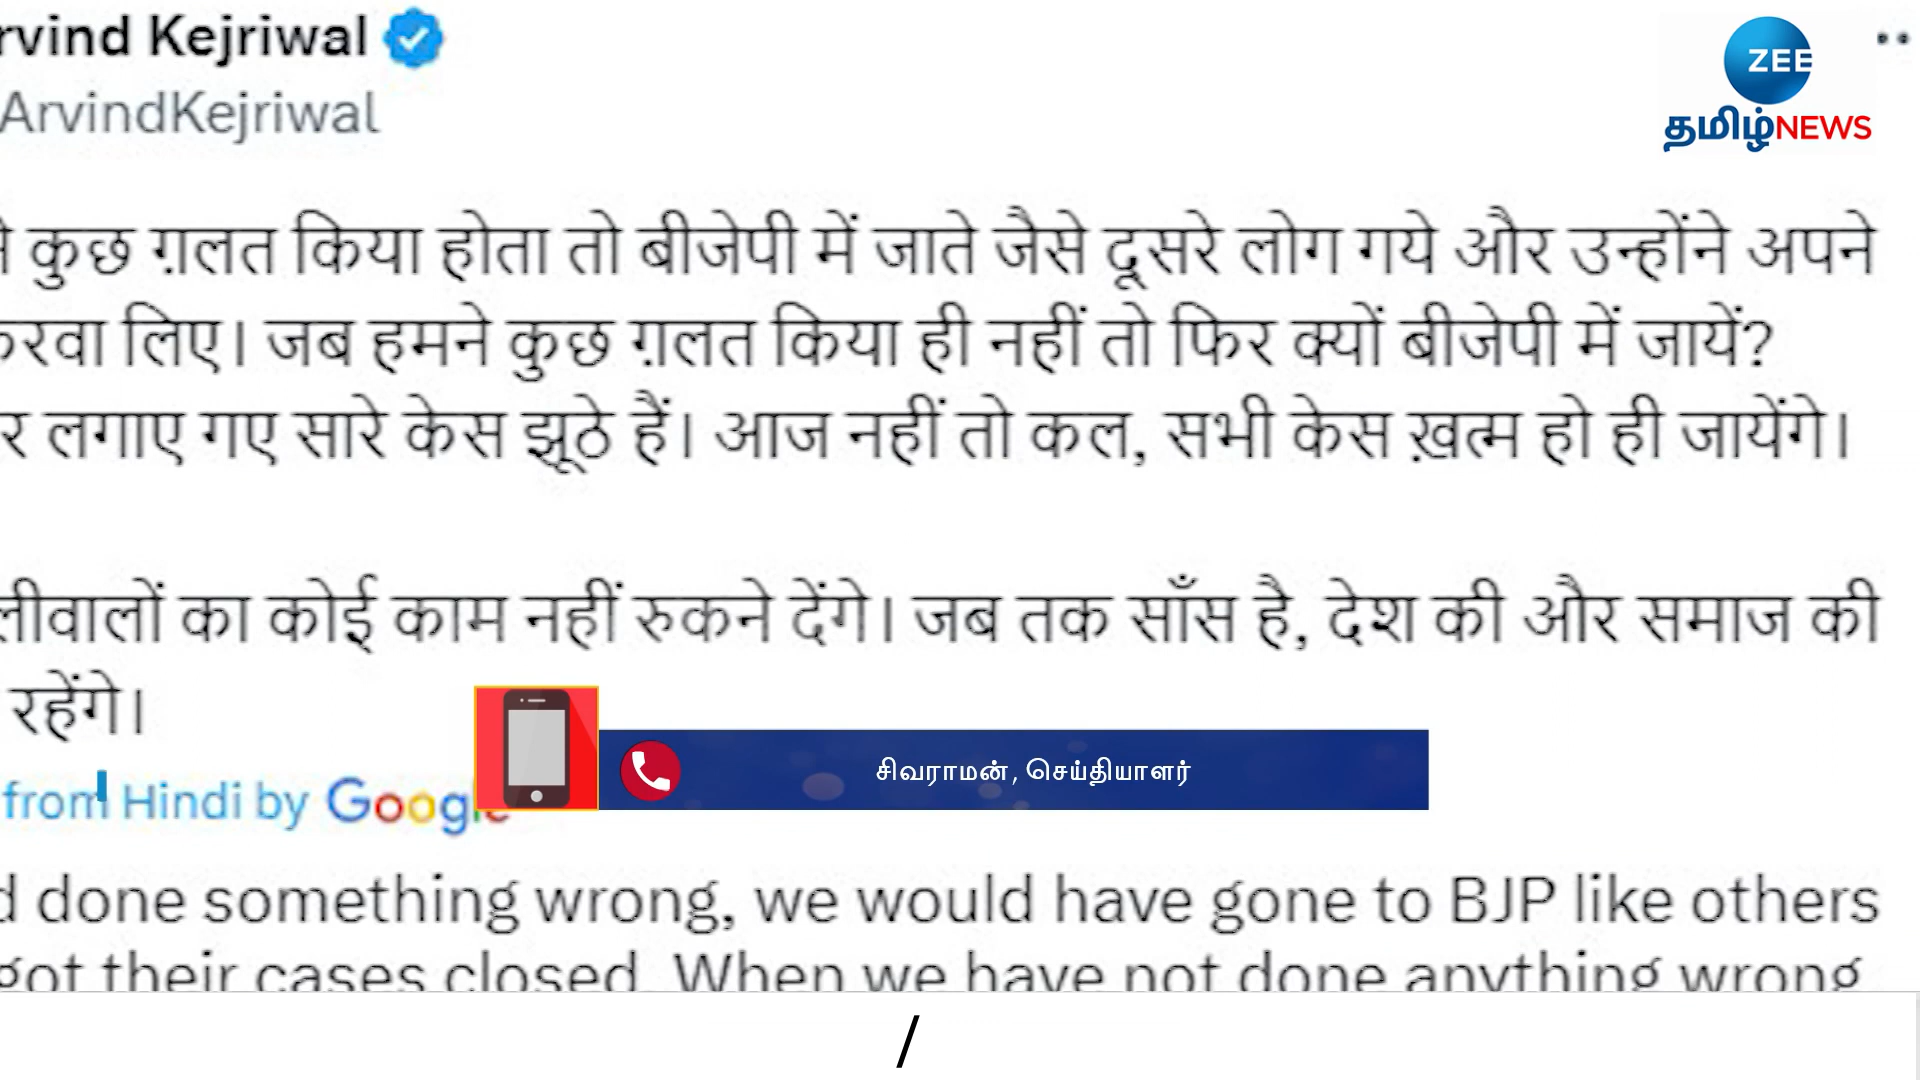 rvind Kejriwal
ArvindKejriwal
ZEE
தமிழ்NEWS
कुछ ग़लत किया होता तो बीजेपी में जाते जैसे दूसरे लोग गये और उन्होंने अपने
रवा लिए। जब हमने कुछ ग़लत किया ही नहीं तो फिर क्यों बीजेपी में जायें?
र लगाए गए सारे केस झूठे हैं। आज नहीं तो कल, सभी केस ख़त्म हो ही जायेंगे।
लीवालों का कोई काम नहीं रुकने देंगे। जब तक साँस है, देश की और समाज की
रहेंगे।
from Hindi by Google
சிவராமன், செய்தியாளர்
d done something wrong, we would have gone to BJP like others
got their cases closed. When we have not done anything wrong
/